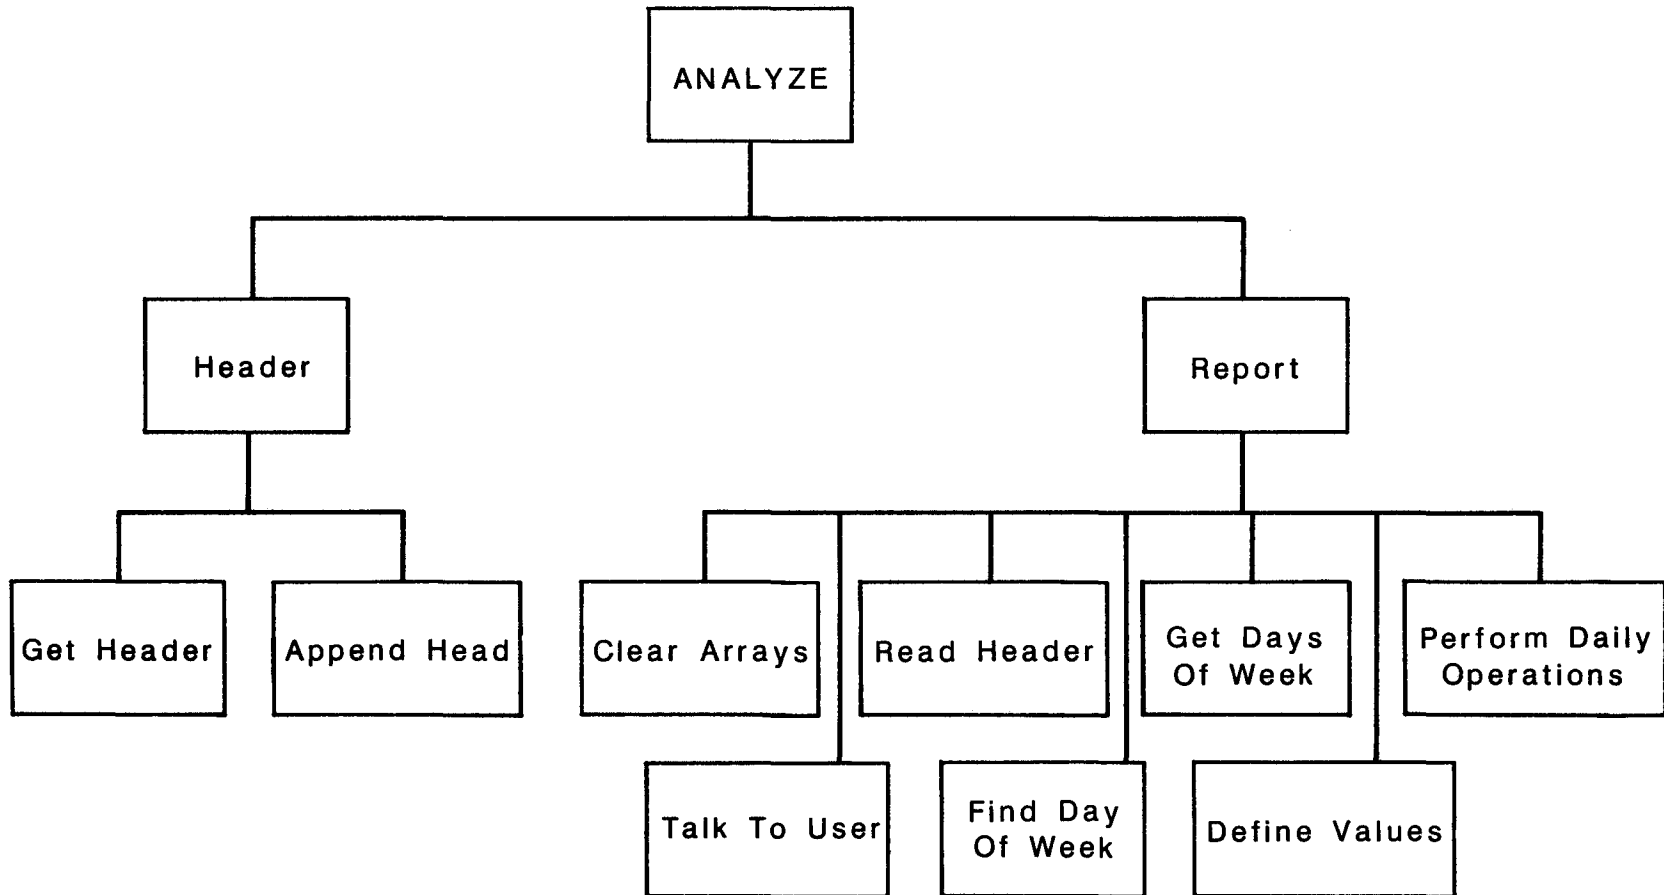 ANALYZE
Header
Report
Get Header
Append Head
Clear Arrays
Read Header
Get Days
Of Week
Perform Daily
Operations
Talk To User
Find Day
Of Week
Define Values